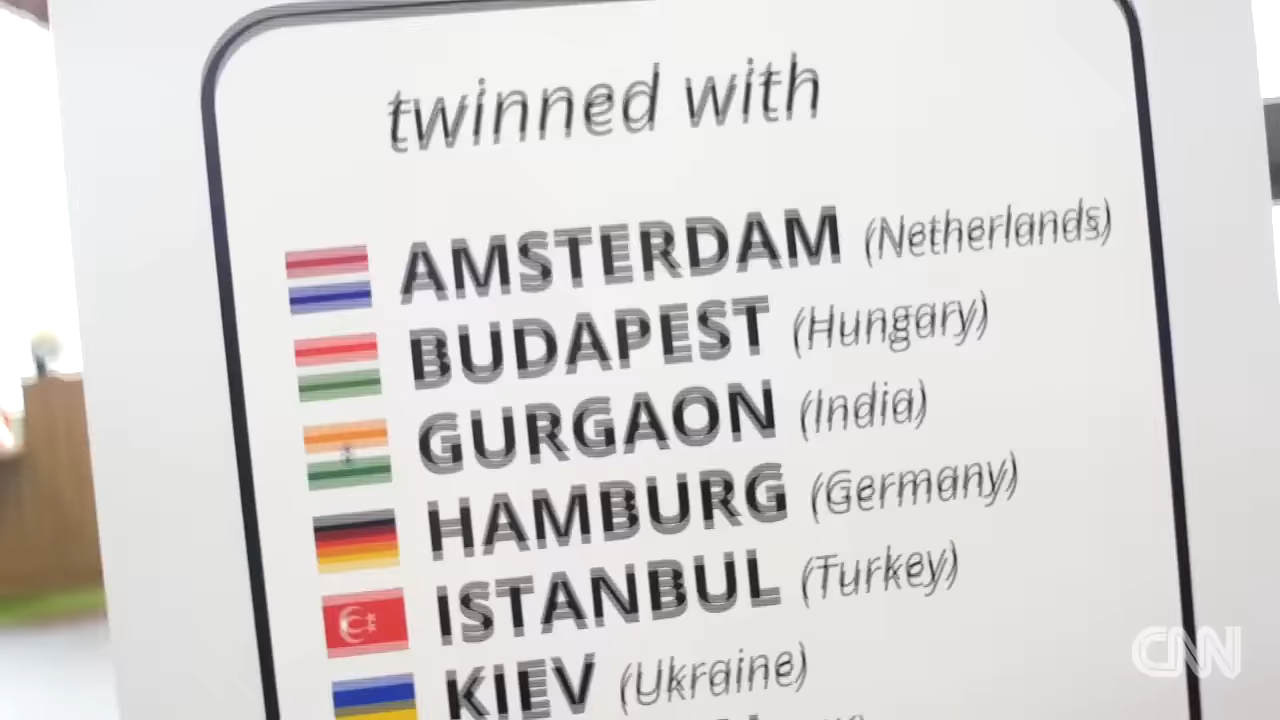 twinned with
AMSTERDAM (Netherlands)
BUDAPEST (Hungary)
GURGAON (India)
HAMBURG (Germany)
ISTANBUL (Turkey)
KIEV (Ukraine)
CNN